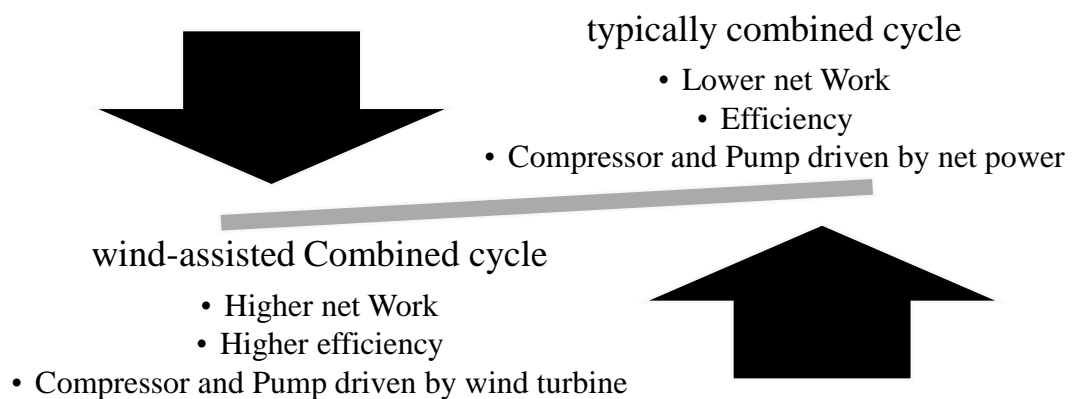 typically combined cycle
• Lower net Work
• Efficiency
• Compressor and Pump driven by net power
wind-assisted Combined cycle
• Higher net Work
• Higher efficiency
• Compressor and Pump driven by wind turbine